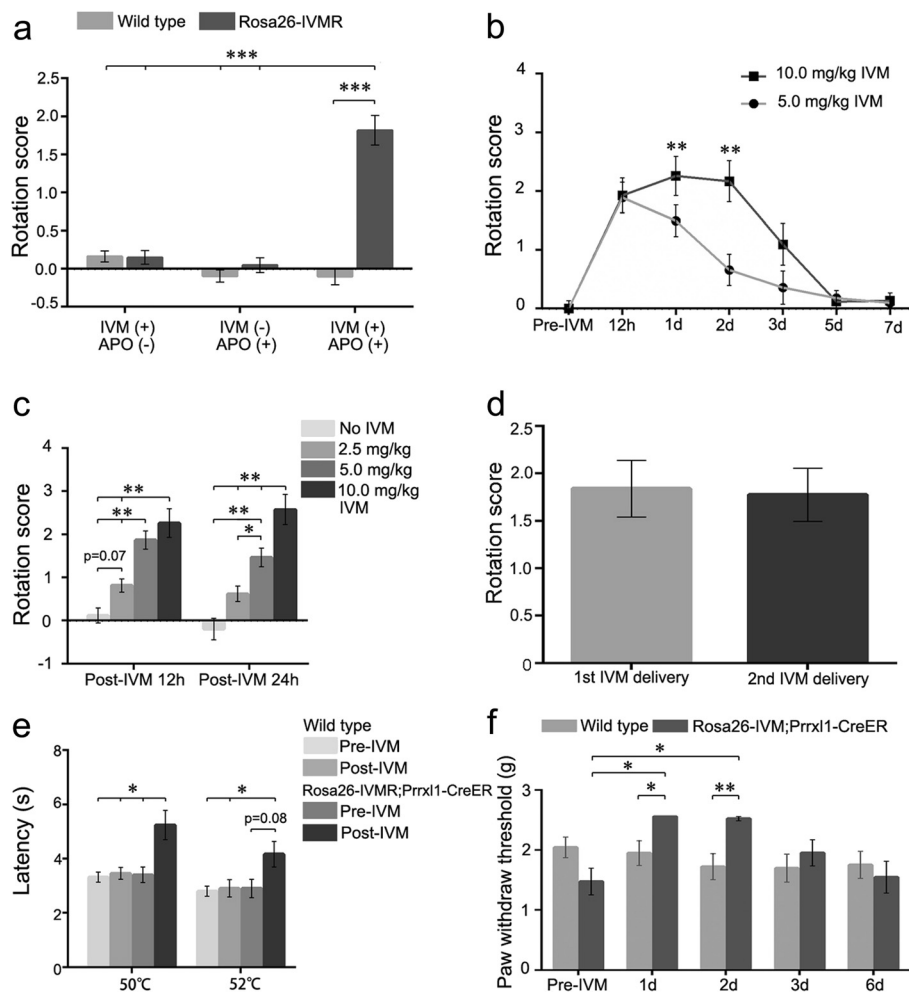 a
Wild type
Rosa26-IVMR
Rotation score
2.5
2.0
1.5
1.0
0.5
0.0
-0.5
***
***
IVM (+)
APO (-)
IVM (-)
APO (+)
IVM (+)
APO (+)
b
Rotation score
4
3
2
1
0
10.0 mg/kg IVM
5.0 mg/kg IVM
**
**
Pre-IVM 12h 1d 2d 3d 5d 7d
c
No IVM
2.5 mg/kg
5.0 mg/kg
10.0 mg/kg
IVM
Rotation score
4
3
2
1
0
-1
**
**
p=0.07
**
**
*
Post-IVM 12h
Post-IVM 24h
d
Rotation score
2.5
2.0
1.5
1.0
0.5
0
1st IVM delivery
2nd IVM delivery
e
Latency (s)
8
6
4
2
0
*
*
p=0.08
50℃
52℃
Wild type
Pre-IVM
Post-IVM
Rosa26-IVMR;Prrxl1-CreER
Pre-IVM
Post-IVM
f
Wild type
Rosa26-IVM;Prrxl1-CreER
Paw withdraw threshold (g)
3
2
1
0
*
*
*
**
Pre-IVM 1d 2d 3d 6d